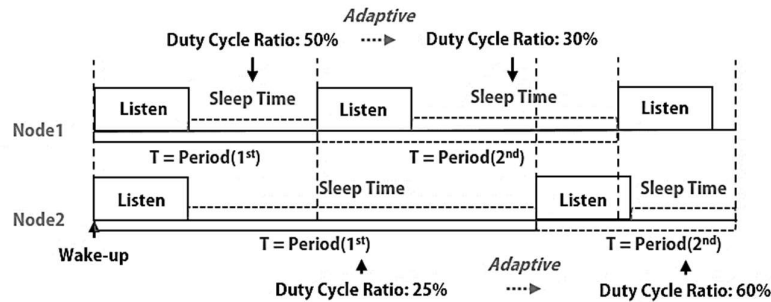 Adaptive
Duty Cycle Ratio: 50%
Duty Cycle Ratio: 30%
Listen
Sleep Time
Listen
Sleep Time
Listen
Node1
T = Period(1st)
T = Period(2nd)
Listen
Sleep Time
Listen
Sleep Time
Node2
Wake-up
T = Period(1st)
T = Period(2nd)
Adaptive
Duty Cycle Ratio: 25%
Duty Cycle Ratio: 60%